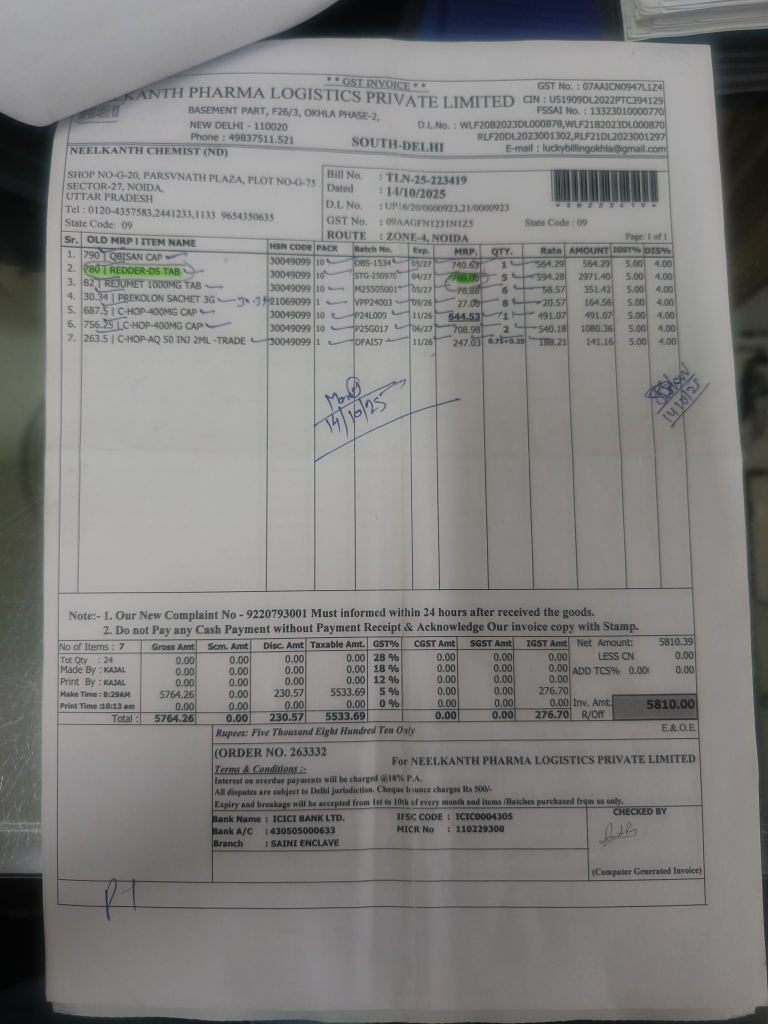 * * GST INVOICE * *
KANTH PHARMA LOGISTICS PRIVATE LIMITED
GST No. : 07AAICN0947L1Z4
CIN : U51909DL2022PTC394129
FSSAI No. : 13323010000770
BASEMENT PART, F26/3, OKHLA PHASE-2,
NEW DELHI - 110020
Phone : 49837511.521
SOUTH-DELHI
D.L.No. : WLF20B2023DL000878,WLF21B2023DL000870
RLF20DL2023001302,RLF21DL2023001297
E-mail : luckybillingokhla@gmail.com
NEELKANTH CHEMIST (ND)
SHOP NO-G-20, PARSVNATH PLAZA, PLOT NO-G-75
SECTOR-27, NOIDA,
UTTAR PRADESH
Tel : 0120-4357583,2441233,1133 9654350635
State Code: 09
Bill No. : TLN-25-223419
Dated : 14/10/2025
D.L No. : UP16/20/0000923,21/0000923
GST No. : 09AAGFN1231N1Z5 State Code : 09
ROUTE : ZONE-4, NOIDA
Page: 1 of 1
Sr. OLD MRP | ITEM NAME HSN CODE PACK Batch No. Exp. MRP. QTY. Rate AMOUNT IGST% DIS%
1. 790 | QBISAN CAP 30049099 10 DBS-1534 05/27 740.63 1 564.29 564.29 5.00 4.00
2. 780 | REDDER-DS TAB 30049099 10 STG-25097 04/27 780.00 5 594.28 2971.40 5.00 4.00
3. 82 | REJUMET 1000MG TAB 30049099 10 M25505001 05/27 76.88 6 58.57 351.42 5.00 4.00
4. 30.34 | PREKOLON SACHET 3G 21069099 1 VPP24003 09/26 27.00 8 20.57 164.56 5.00 4.00
5. 687.5 | C-HOP-400MG CAP 30049099 10 P24L009 11/26 644.53 1 491.07 491.07 5.00 4.00
6. 756.25 | C-HOP-400MG CAP 30049099 10 P25G017 06/27 708.98 2 540.18 1080.36 5.00 4.00
7. 263.5 | C-HOP-AQ 50 INJ 2ML -TRADE 30049099 1 DFA157 11/26 247.03 0.75+0.25 188.21 141.16 5.00 4.00
14/10/25
14/10/25
Note:- 1. Our New Complaint No - 9220793001 Must informed within 24 hours after received the goods.
2. Do not Pay any Cash Payment without Payment Receipt & Acknowledge Our invoice copy with Stamp.
No of Items : 7 Gross Amt Scm. Amt Disc. Amt Taxable Amt. GST% CGST Amt SGST Amt IGST Amt Net Amount: 5810.39
Tot Qty : 24 0.00 0.00 0.00 0.00 28 % 0.00 0.00 0.00 LESS CN 0.00
Made By : KAJAL 0.00 0.00 0.00 0.00 18 % 0.00 0.00 0.00 ADD TCS% 0.00 0.00
Print By : KAJAL 0.00 0.00 0.00 0.00 12 % 0.00 0.00 0.00
Make Time : 8:29AM 5764.26 0.00 230.57 5533.69 5 % 0.00 0.00 276.70
Print Time :10:13 am 0.00 0.00 0.00 0.00 0 % 0.00 0.00 0.00 Inv. Amt. 5810.00
Total : 5764.26 0.00 230.57 5533.69 0.00 0.00 276.70 R/Off
Rupees: Five Thousand Eight Hundred Ten Only E.& O.E.
(ORDER NO. 263332
For NEELKANTH PHARMA LOGISTICS PRIVATE LIMITED
Terms & Conditions :-
Interest on overdue payments will be charged @18% P.A.
All disputes are subject to Delhi jurisdiction. Cheque bounce charges Rs 500/-
Expiry and breakage will be accepted from 1st to 10th of every month and items /Batches purchased from us only.
Bank Name : ICICI BANK LTD. IFSC CODE : ICIC0004305
Bank A/C : 430505000633 MICR No : 110229308
Branch : SAINI ENCLAVE
CHECKED BY
(Computer Generated Invoice)
P-1